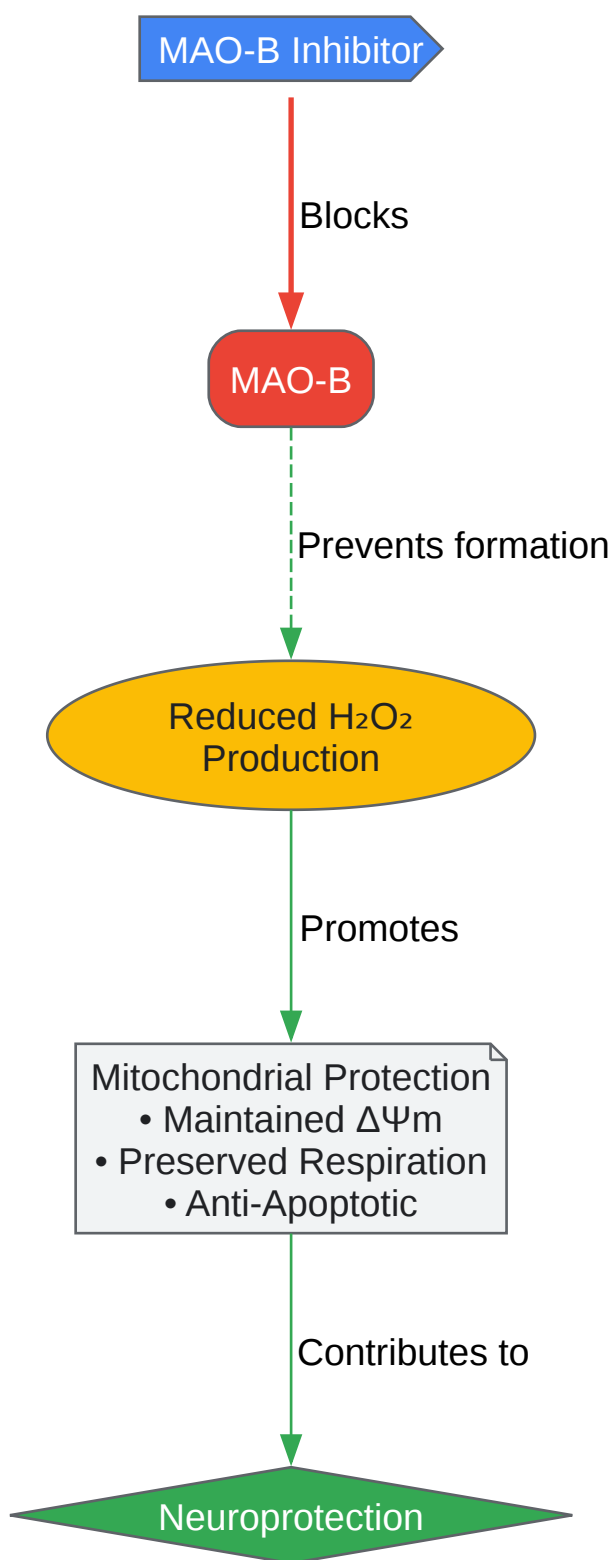 MAO-B Inhibitor
Blocks
MAO-B
Prevents formation
Reduced H₂O₂
Production
Promotes
Mitochondrial Protection
• Maintained ΔΨm
• Preserved Respiration
• Anti-Apoptotic
Contributes to
Neuroprotection